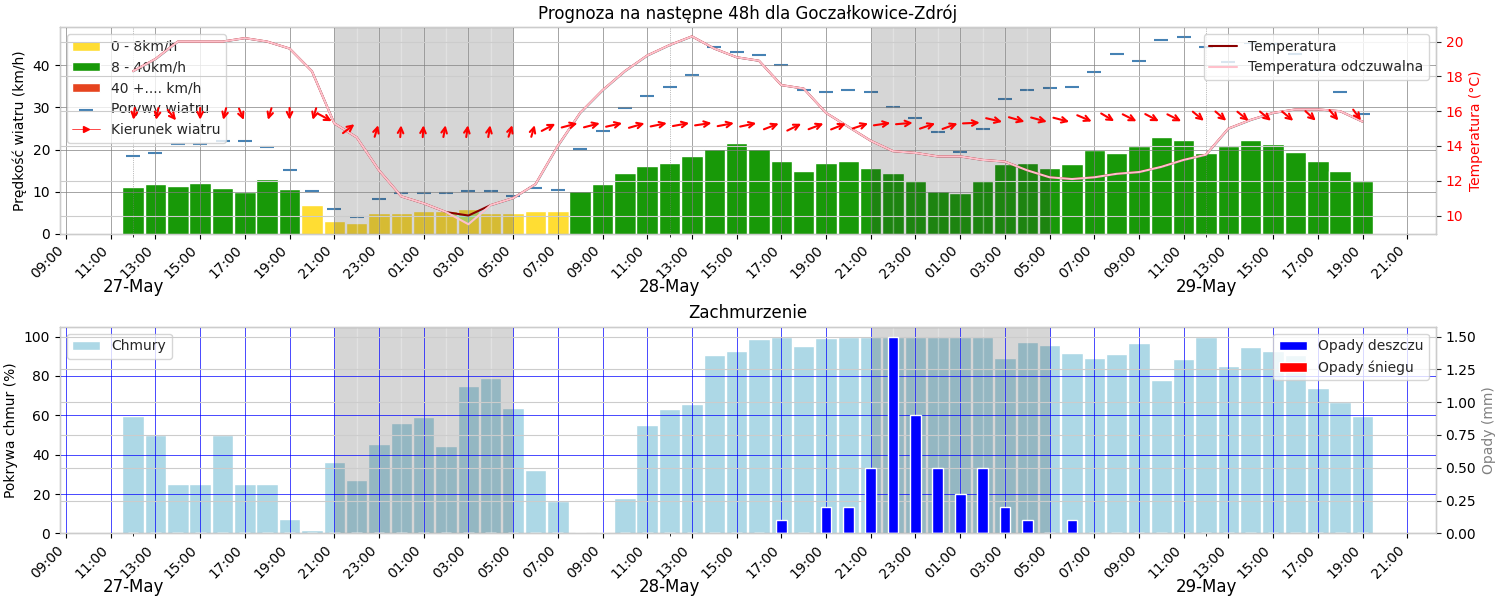 Prognoza na następne 48h dla Goczałkowice-Zdrój
Prędkość wiatru (km/h)
0 - 8km/h
8 - 40km/h
40 +.... km/h
Porywy wiatru
Kierunek wiatru
Temperatura
Temperatura odczuwalna
Temperatura (°C)
40
30
20
10
0
20
18
16
14
12
10
09:00 11:00 13:00 15:00 17:00 19:00 21:00 23:00 01:00 03:00 05:00 07:00 09:00 11:00 13:00 15:00 17:00 19:00 21:00 23:00 01:00 03:00 05:00 07:00 09:00 11:00 13:00 15:00 17:00 19:00 21:00
27-May 28-May 29-May
Zachmurzenie
Pokrywa chmur (%)
Chmury
Opady deszczu
Opady śniegu
Opady (mm)
100
80
60
40
20
0
1.50
1.25
1.00
0.75
0.50
0.25
0.00
09:00 11:00 13:00 15:00 17:00 19:00 21:00 23:00 01:00 03:00 05:00 07:00 09:00 11:00 13:00 15:00 17:00 19:00 21:00 23:00 01:00 03:00 05:00 07:00 09:00 11:00 13:00 15:00 17:00 19:00 21:00
27-May 28-May 29-May